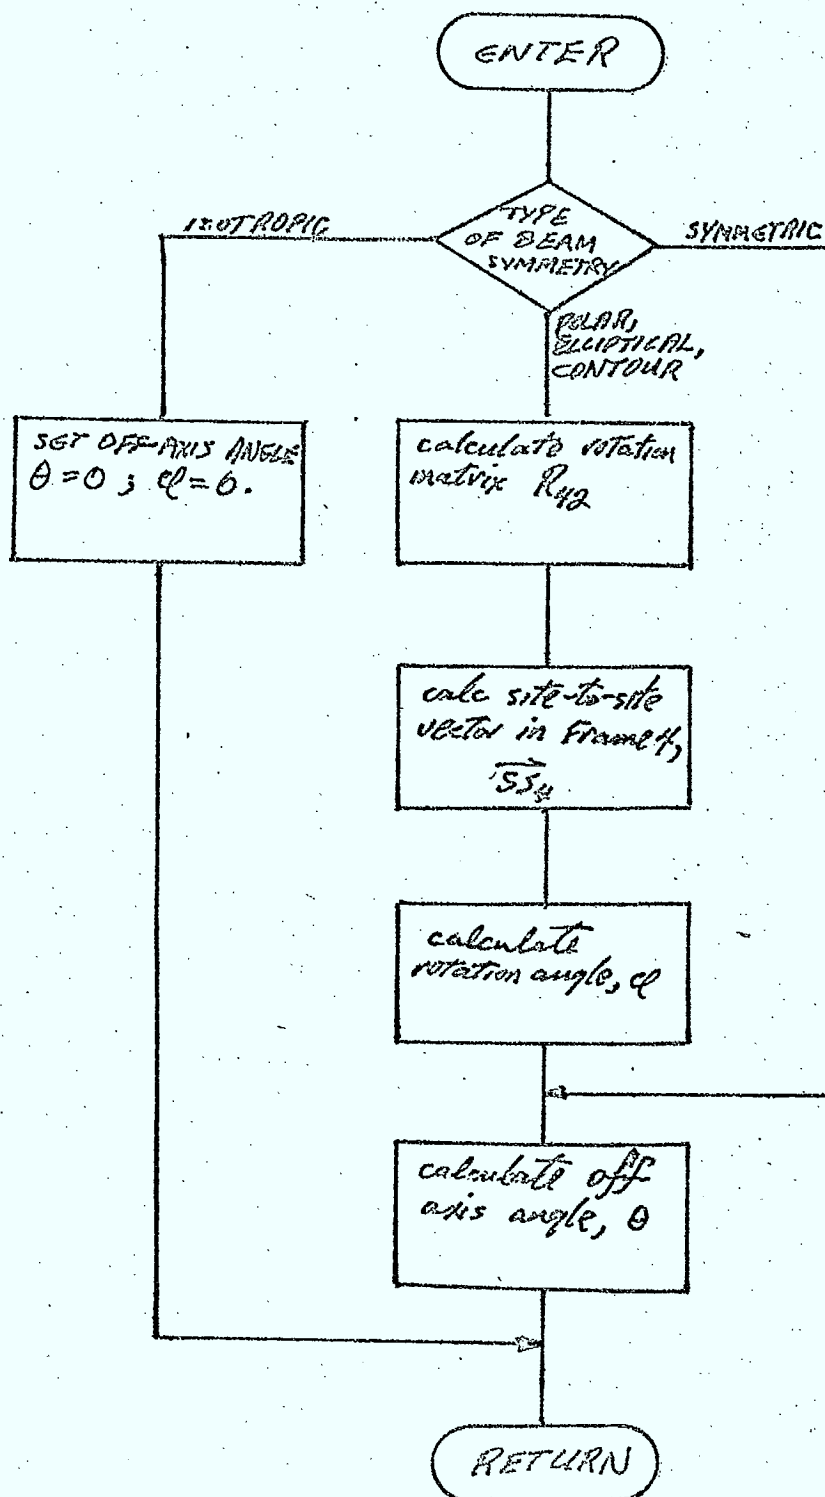 ENTER
TYPE
OF BEAM
SYMMETRY
ISOTROPIC
SYMMETRIC
POLAR,
ELLIPTICAL,
CONTOUR
SET OFF-AXIS ANGLE
θ = 0 ; φ = 0.
calculate rotation
matrix R42
calc site-to-site
vector in Frame 4,
SS4
calculate
rotation angle, φ
calculate off
axis angle, θ
RETURN